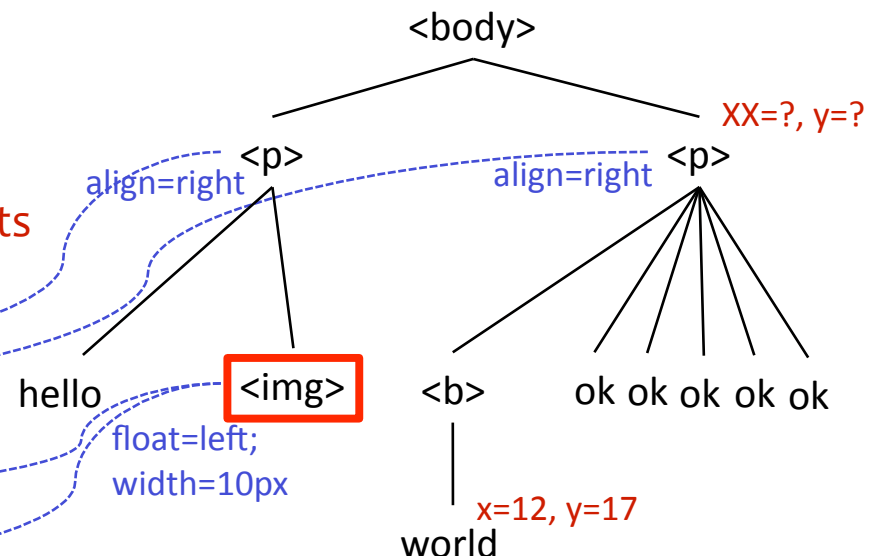 <body>
XX=?, y=?
<p>
<p>
align=right
align=right
ts
hello
<img>
<b>
ok ok ok ok ok
float=left;
width=10px
x=12, y=17
world